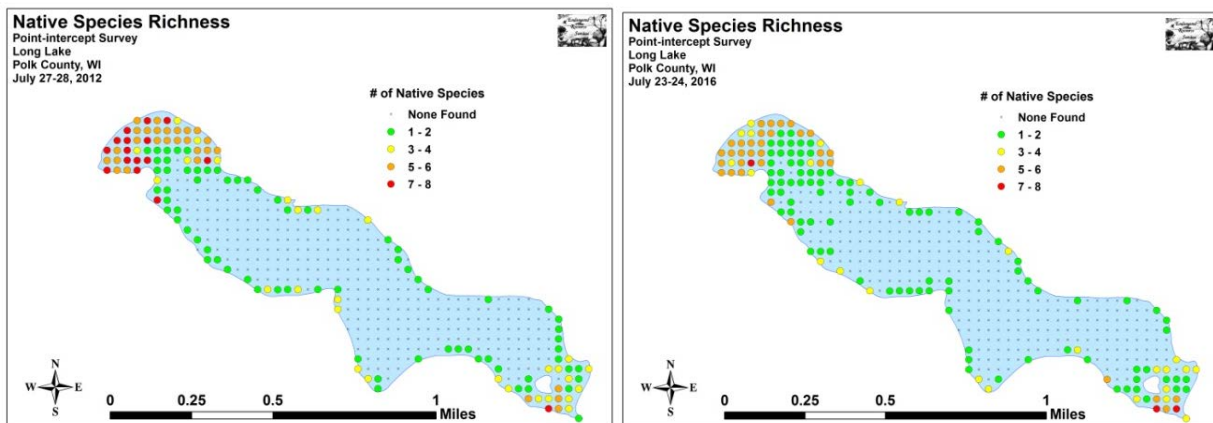 Native Species Richness
Point-intercept Survey
Long Lake
Polk County, WI
July 27-28, 2012
# of Native Species
None Found
1 - 2
3 - 4
5 - 6
7 - 8
N
W E
S
0 0.25 0.5 1
Miles
Native Species Richness
Point-intercept Survey
Long Lake
Polk County, WI
July 23-24, 2016
# of Native Species
None Found
1 - 2
3 - 4
5 - 6
7 - 8
N
W E
S
0 0.25 0.5 1
Miles